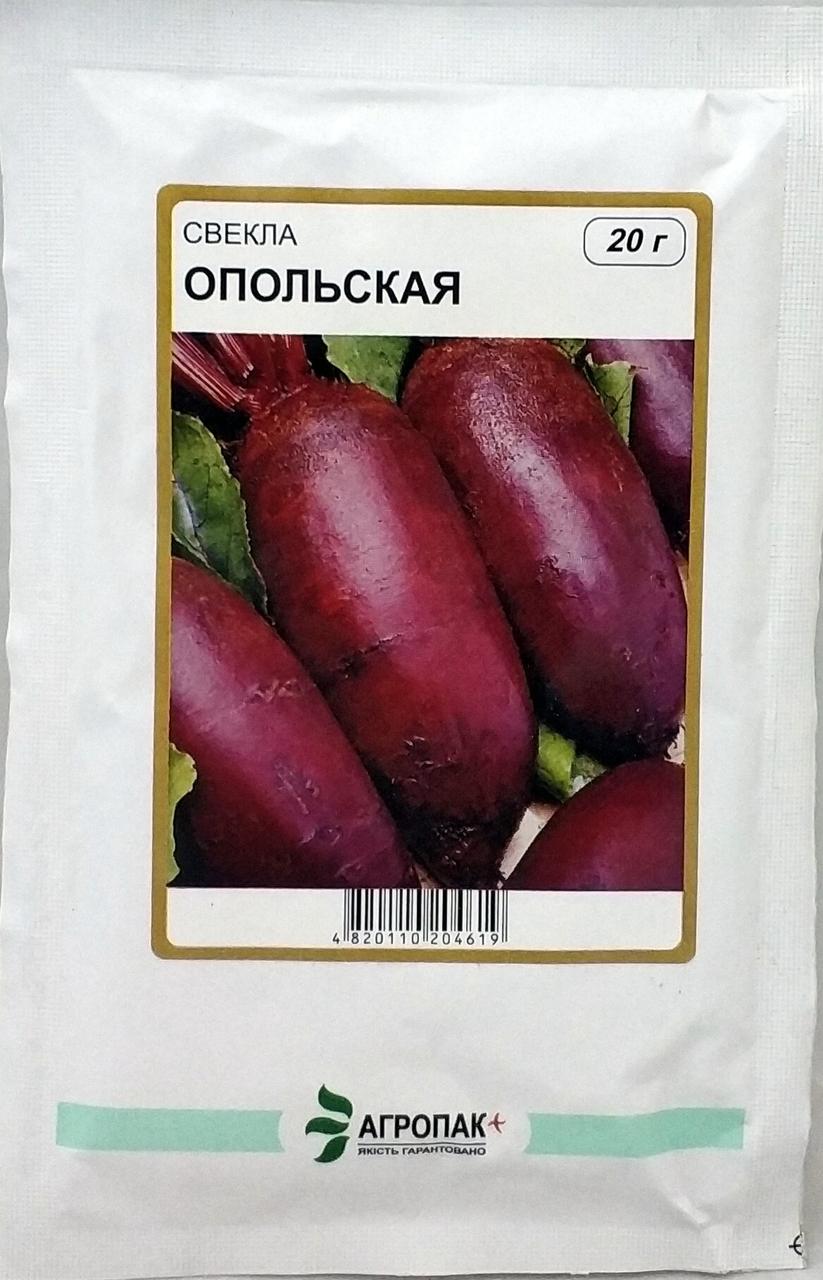 СВЕКЛА
20 г
ОПОЛЬСКАЯ
4 820110 204619
АГРОПАК+
ЯКІСТЬ ГАРАНТОВАНО